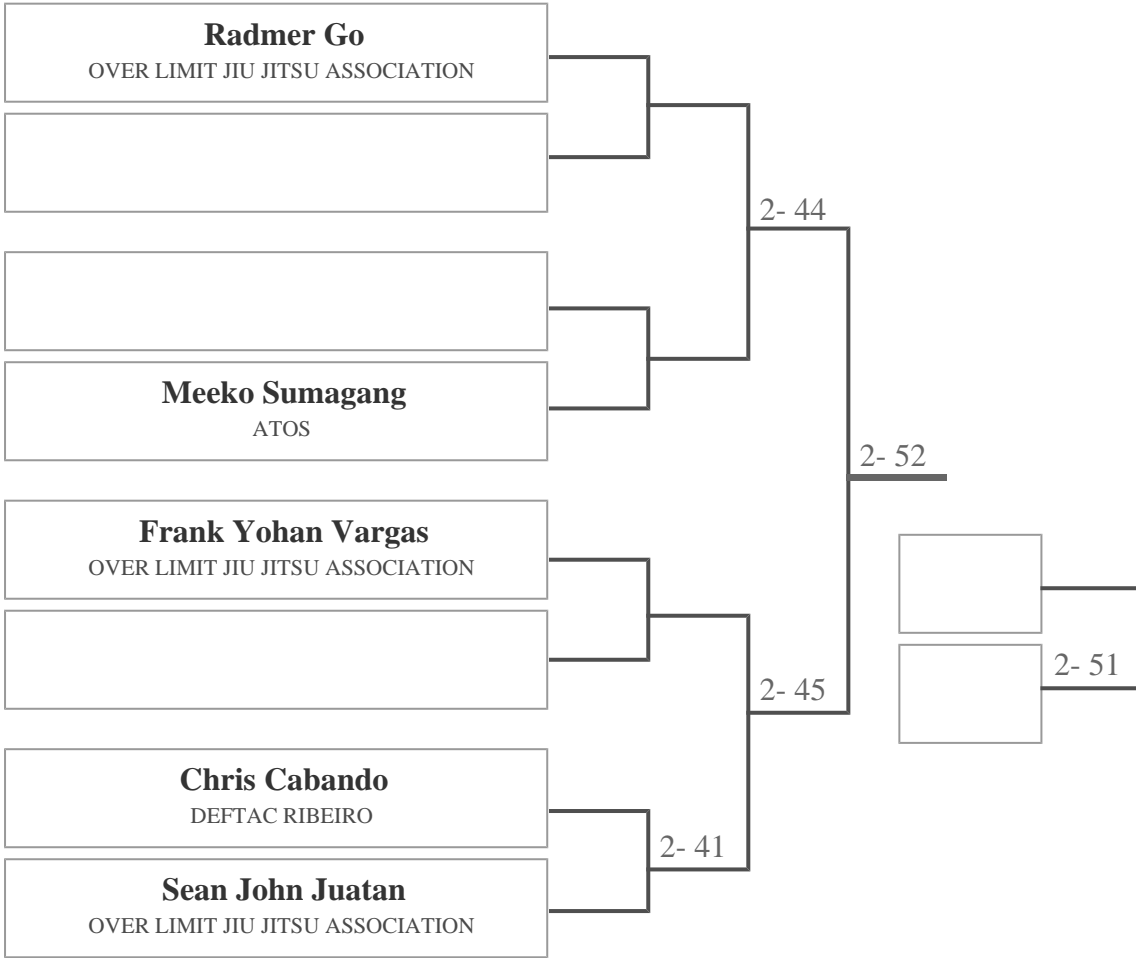 Radmer Go
OVER LIMIT JIU JITSU ASSOCIATION
2- 44
Meeko Sumagang
ATOS
2- 52
Frank Yohan Vargas
OVER LIMIT JIU JITSU ASSOCIATION
2- 51
2- 45
Chris Cabando
DEFTAC RIBEIRO
2- 41
Sean John Juatan
OVER LIMIT JIU JITSU ASSOCIATION